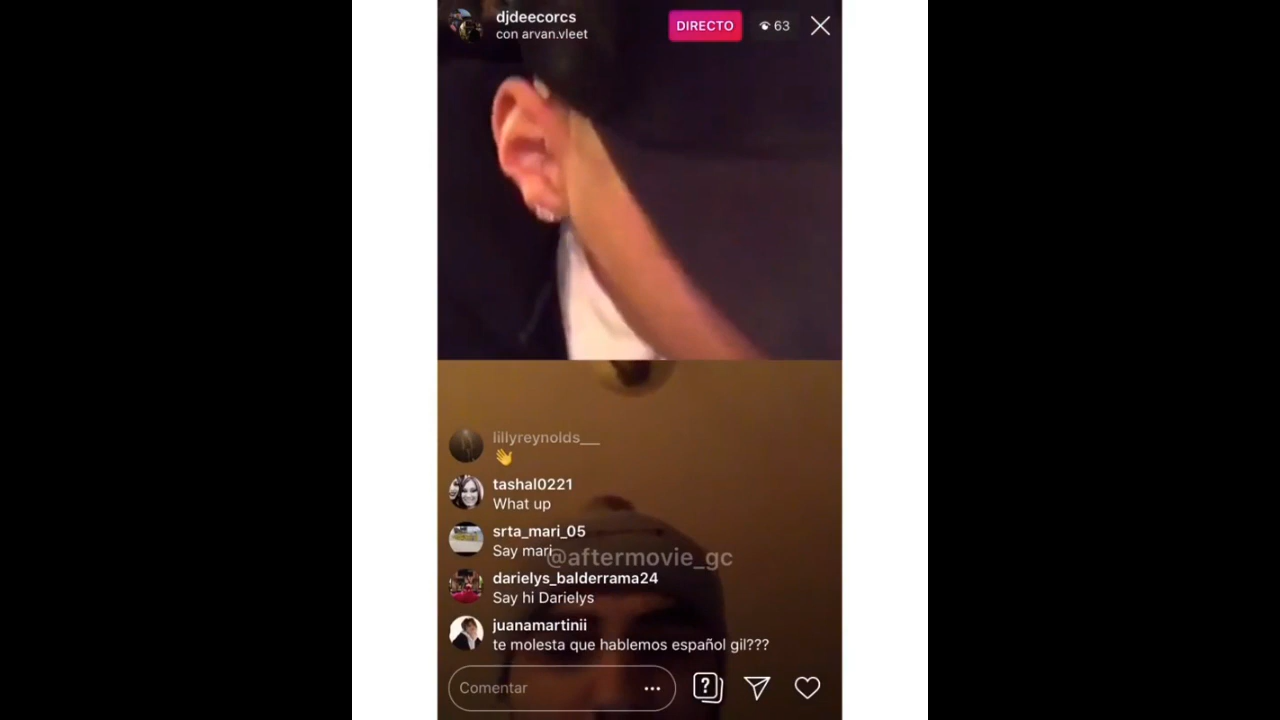 djdeecorcs
con arvan.vleet
DIRECTO
63
lillyreynolds___
👋
tashal0221
What up
srta_mari_05
Say mari
@aftermovie_gc
darielys_balderrama24
Say hi Darielys
juanamartinii
te molesta que hablemos español gil???
Comentar